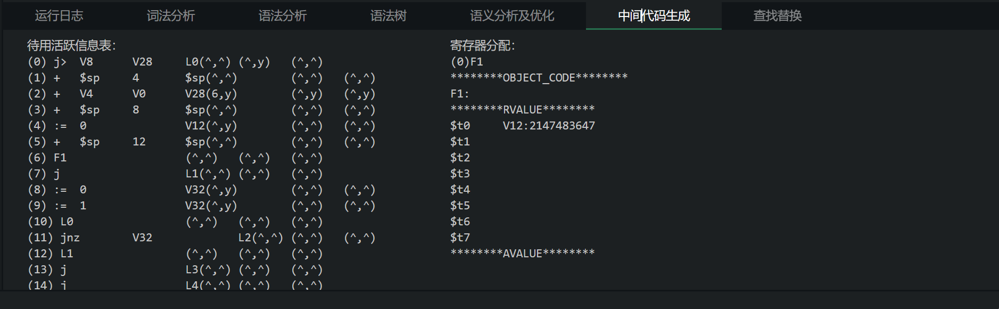 运行日志 词法分析 语法分析 语法树 语义分析及优化 中间代码生成 查找替换
待用活跃信息表:
(0) j> V8 V28 L0(^,^) (^,y) (^,^)
(1) + $sp 4 $sp(^,^) (^,^) (^,^)
(2) + V4 V0 V28(6,y) (^,y) (^,y)
(3) + $sp 8 $sp(^,^) (^,^) (^,^)
(4) := 0 V12(^,y) (^,^) (^,^)
(5) + $sp 12 $sp(^,^) (^,^) (^,^)
(6) F1 (^,^) (^,^) (^,^)
(7) j L1(^,^) (^,^) (^,^)
(8) := 0 V32(^,y) (^,^) (^,^)
(9) := 1 V32(^,y) (^,^) (^,^)
(10) L0 (^,^) (^,^) (^,^)
(11) jnz V32 L2(^,^) (^,^) (^,^)
(12) L1 (^,^) (^,^) (^,^)
(13) j L3(^,^) (^,^) (^,^)
(14) j L4(^,^) (^,^) (^,^)
寄存器分配:
(0)F1
********OBJECT_CODE********
F1:
********RVALUE********
$t0 V12:2147483647
$t1
$t2
$t3
$t4
$t5
$t6
$t7
********AVALUE********